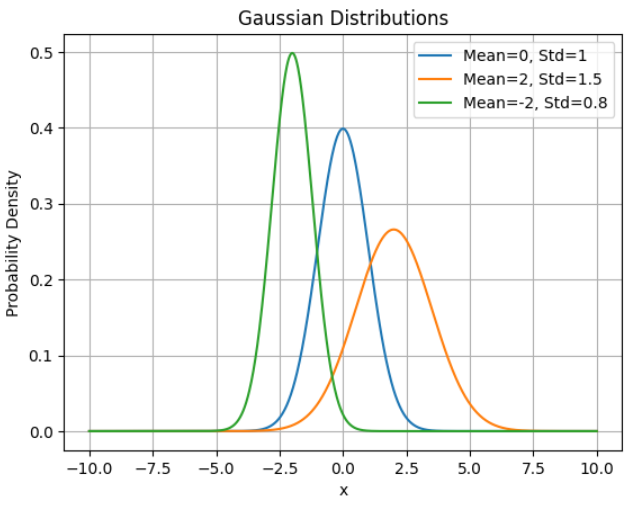 Gaussian Distributions
Mean=0, Std=1
Mean=2, Std=1.5
Mean=-2, Std=0.8
Probability Density
0.5
0.4
0.3
0.2
0.1
0.0
-10.0 -7.5 -5.0 -2.5 0.0 2.5 5.0 7.5 10.0
x